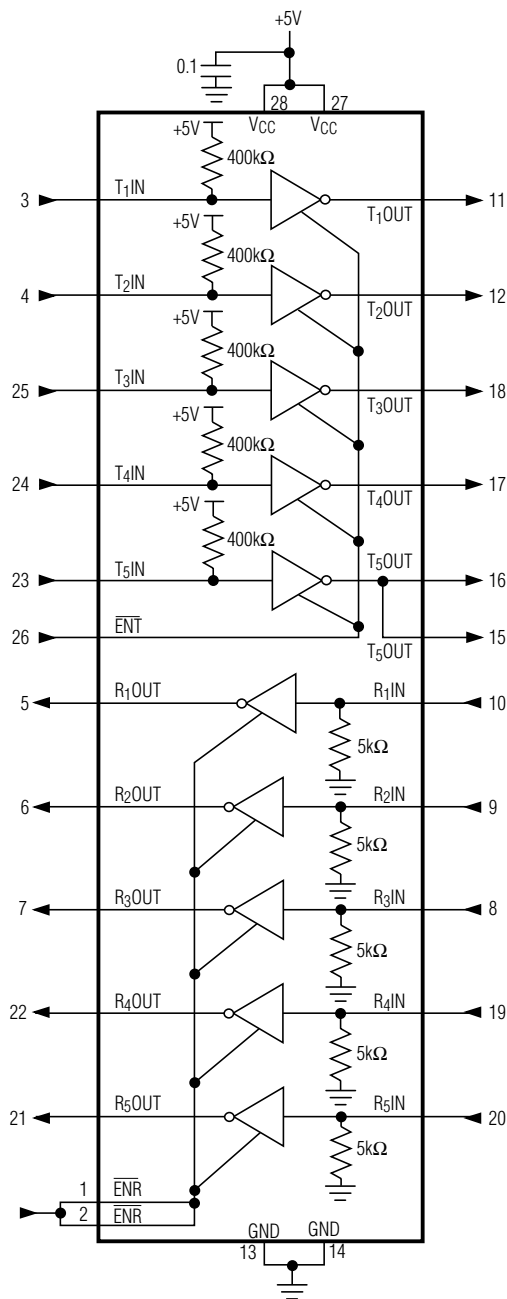 +5V
0.1
28 27
VCC VCC
+5V
400kΩ
3 T1IN T1OUT 11
+5V
400kΩ
4 T2IN T2OUT 12
+5V
400kΩ
25 T3IN T3OUT 18
+5V
400kΩ
24 T4IN T4OUT 17
+5V
400kΩ
23 T5IN T5OUT 16
26 ENT T5OUT 15
5 R1OUT R1IN 10
5kΩ
6 R2OUT R2IN 9
5kΩ
7 R3OUT R3IN 8
5kΩ
22 R4OUT R4IN 19
5kΩ
21 R5OUT R5IN 20
5kΩ
1 ENR
2 ENR
GND GND
13 14